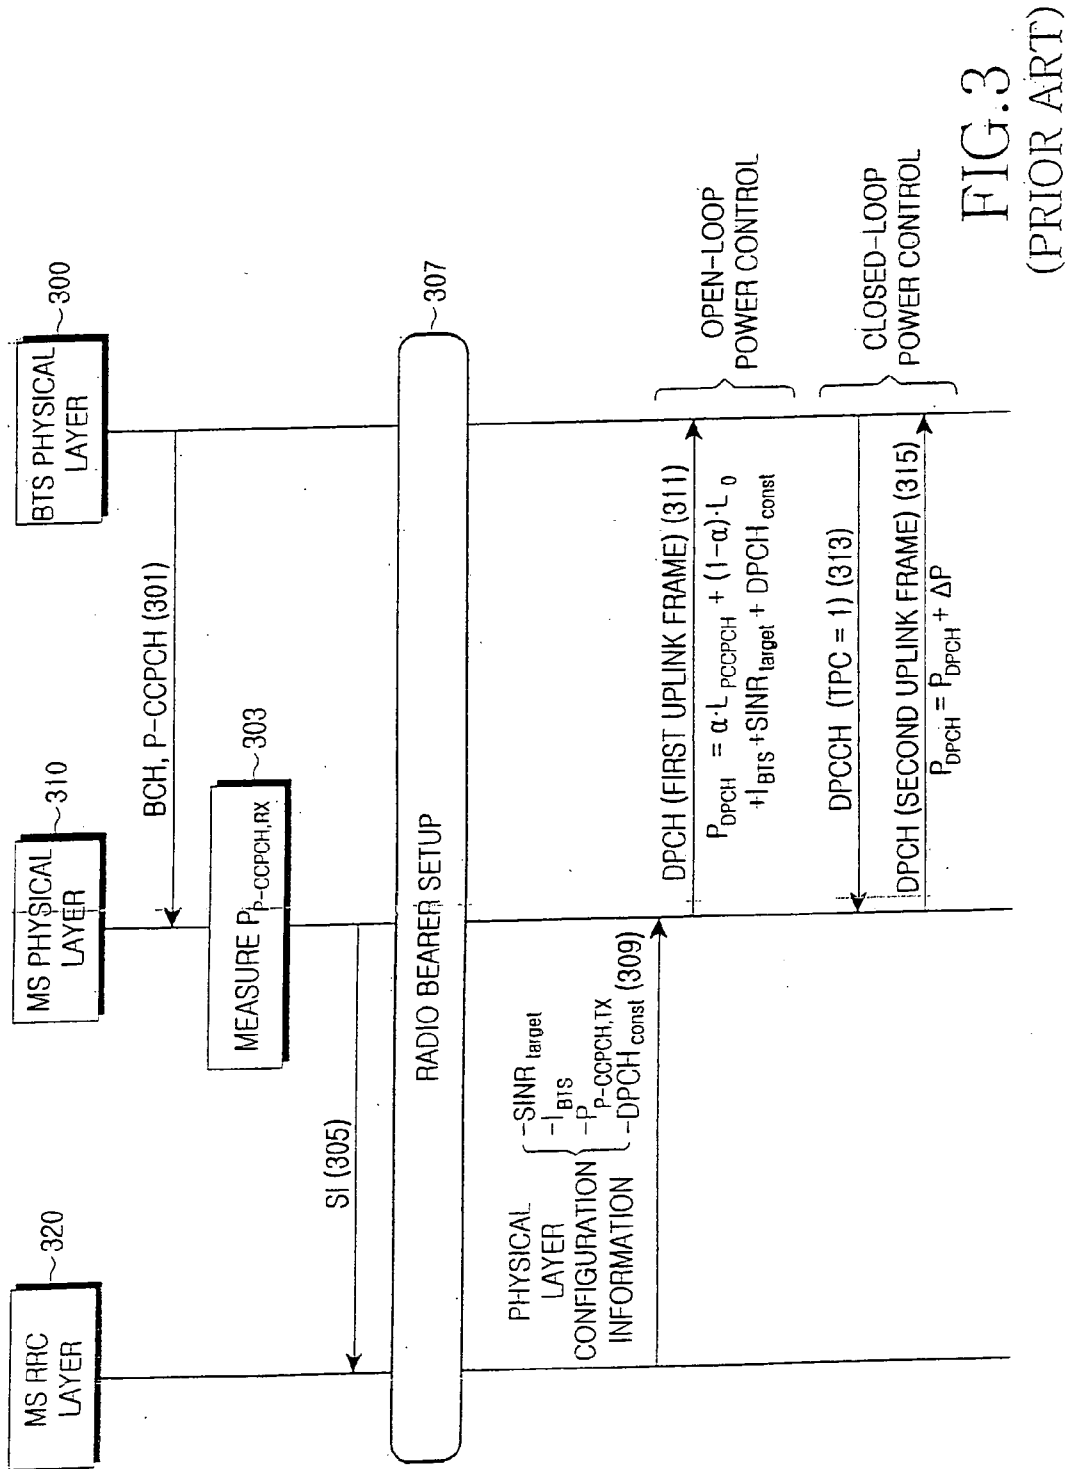 MS RRC
LAYER
320
MS PHYSICAL
LAYER
310
BTS PHYSICAL
LAYER
300
BCH, P-CCPCH (301)
MEASURE P_P-CCPCH,RX
303
SI (305)
RADIO BEARER SETUP
307
PHYSICAL
LAYER
CONFIGURATION
INFORMATION
-SINR_target
-I_BTS
-P_P-CCPCH,TX
-DPCH_const (309)
DPCH (FIRST UPLINK FRAME) (311)
P_DPCH = α·L_PCCPCH + (1-α)·L_0
+I_BTS +SINR_target + DPCH_const
OPEN-LOOP
POWER CONTROL
DPCCH (TPC = 1) (313)
DPCH (SECOND UPLINK FRAME) (315)
P_DPCH = P_DPCH + ΔP
CLOSED-LOOP
POWER CONTROL
FIG.3
(PRIOR ART)